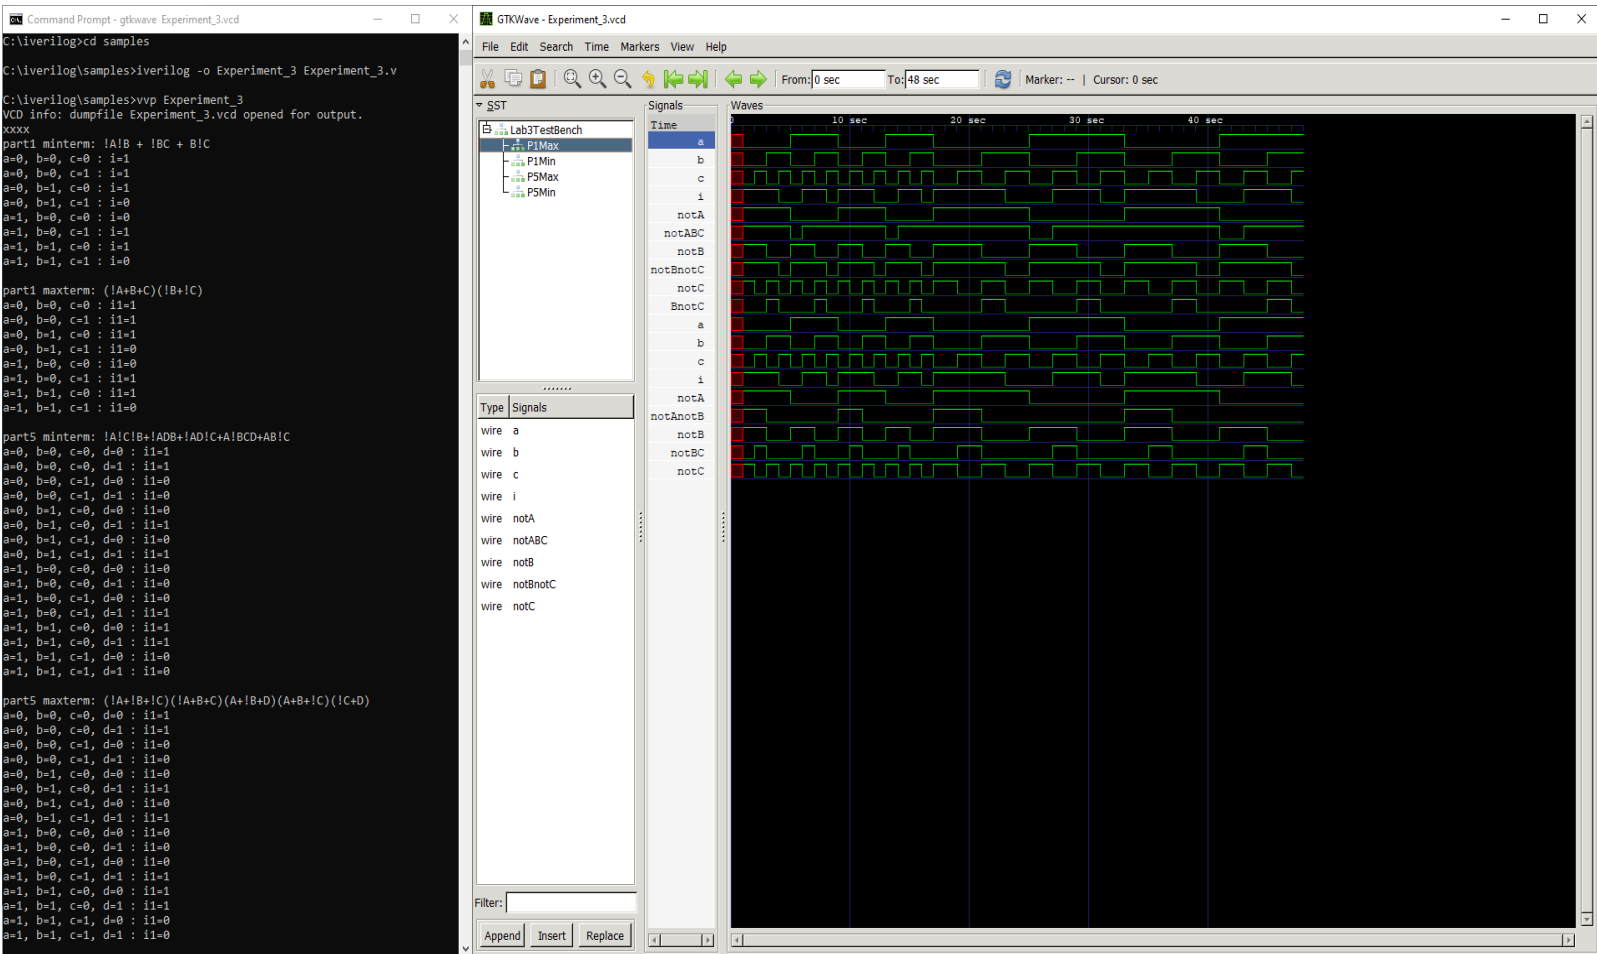 Command Prompt - gtkwave Experiment_3.vcd
C:\iverilog>cd samples
C:\iverilog\samples>iverilog -o Experiment_3 Experiment_3.v
C:\iverilog\samples>vvp Experiment_3
VCD info: dumpfile Experiment_3.vcd opened for output.
xxxx
part1 minterm: !A!B + !BC + B!C
a=0, b=0, c=0 : i=1
a=0, b=0, c=1 : i=1
a=0, b=1, c=0 : i=1
a=0, b=1, c=1 : i=0
a=1, b=0, c=0 : i=0
a=1, b=0, c=1 : i=1
a=1, b=1, c=0 : i=1
a=1, b=1, c=1 : i=0
part1 maxterm: (!A+B+C)(!B+!C)
a=0, b=0, c=0 : i1=1
a=0, b=0, c=1 : i1=1
a=0, b=1, c=0 : i1=1
a=0, b=1, c=1 : i1=0
a=1, b=0, c=0 : i1=0
a=1, b=0, c=1 : i1=1
a=1, b=1, c=0 : i1=1
a=1, b=1, c=1 : i1=0
part5 minterm: !A!C!B+!ADB+!AD!C+A!BCD+AB!C
a=0, b=0, c=0, d=0 : i1=1
a=0, b=0, c=0, d=1 : i1=1
a=0, b=0, c=1, d=0 : i1=0
a=0, b=0, c=1, d=1 : i1=0
a=0, b=1, c=0, d=0 : i1=0
a=0, b=1, c=0, d=1 : i1=1
a=0, b=1, c=1, d=0 : i1=0
a=0, b=1, c=1, d=1 : i1=1
a=1, b=0, c=0, d=0 : i1=0
a=1, b=0, c=0, d=1 : i1=0
a=1, b=0, c=1, d=0 : i1=0
a=1, b=0, c=1, d=1 : i1=1
a=1, b=1, c=0, d=0 : i1=1
a=1, b=1, c=0, d=1 : i1=1
a=1, b=1, c=1, d=0 : i1=0
a=1, b=1, c=1, d=1 : i1=0
part5 maxterm: (!A+!B+!C)(!A+B+C)(A+!B+D)(A+B+!C)(!C+D)
a=0, b=0, c=0, d=0 : i1=1
a=0, b=0, c=0, d=1 : i1=1
a=0, b=0, c=1, d=0 : i1=0
a=0, b=0, c=1, d=1 : i1=0
a=0, b=1, c=0, d=0 : i1=0
a=0, b=1, c=0, d=1 : i1=1
a=0, b=1, c=1, d=0 : i1=0
a=0, b=1, c=1, d=1 : i1=1
a=1, b=0, c=0, d=0 : i1=0
a=1, b=0, c=0, d=1 : i1=0
a=1, b=0, c=1, d=0 : i1=0
a=1, b=0, c=1, d=1 : i1=1
a=1, b=1, c=0, d=0 : i1=1
a=1, b=1, c=0, d=1 : i1=1
a=1, b=1, c=1, d=0 : i1=0
a=1, b=1, c=1, d=1 : i1=0
GTKWave - Experiment_3.vcd
File Edit Search Time Markers View Help
From: 0 sec To: 48 sec Marker: -- | Cursor: 0 sec
SST
Lab3TestBench
P1Max
P1Min
P5Max
P5Min
Type Signals
wire a
wire b
wire c
wire i
wire notA
wire notABC
wire notB
wire notBnotC
wire notC
Filter:
Append Insert Replace
Signals
Time
a
b
c
i
notA
notABC
notB
notBnotC
notC
BnotC
a
b
c
i
notA
notAnotB
notB
notBC
notC
Waves
0 10 sec 20 sec 30 sec 40 sec